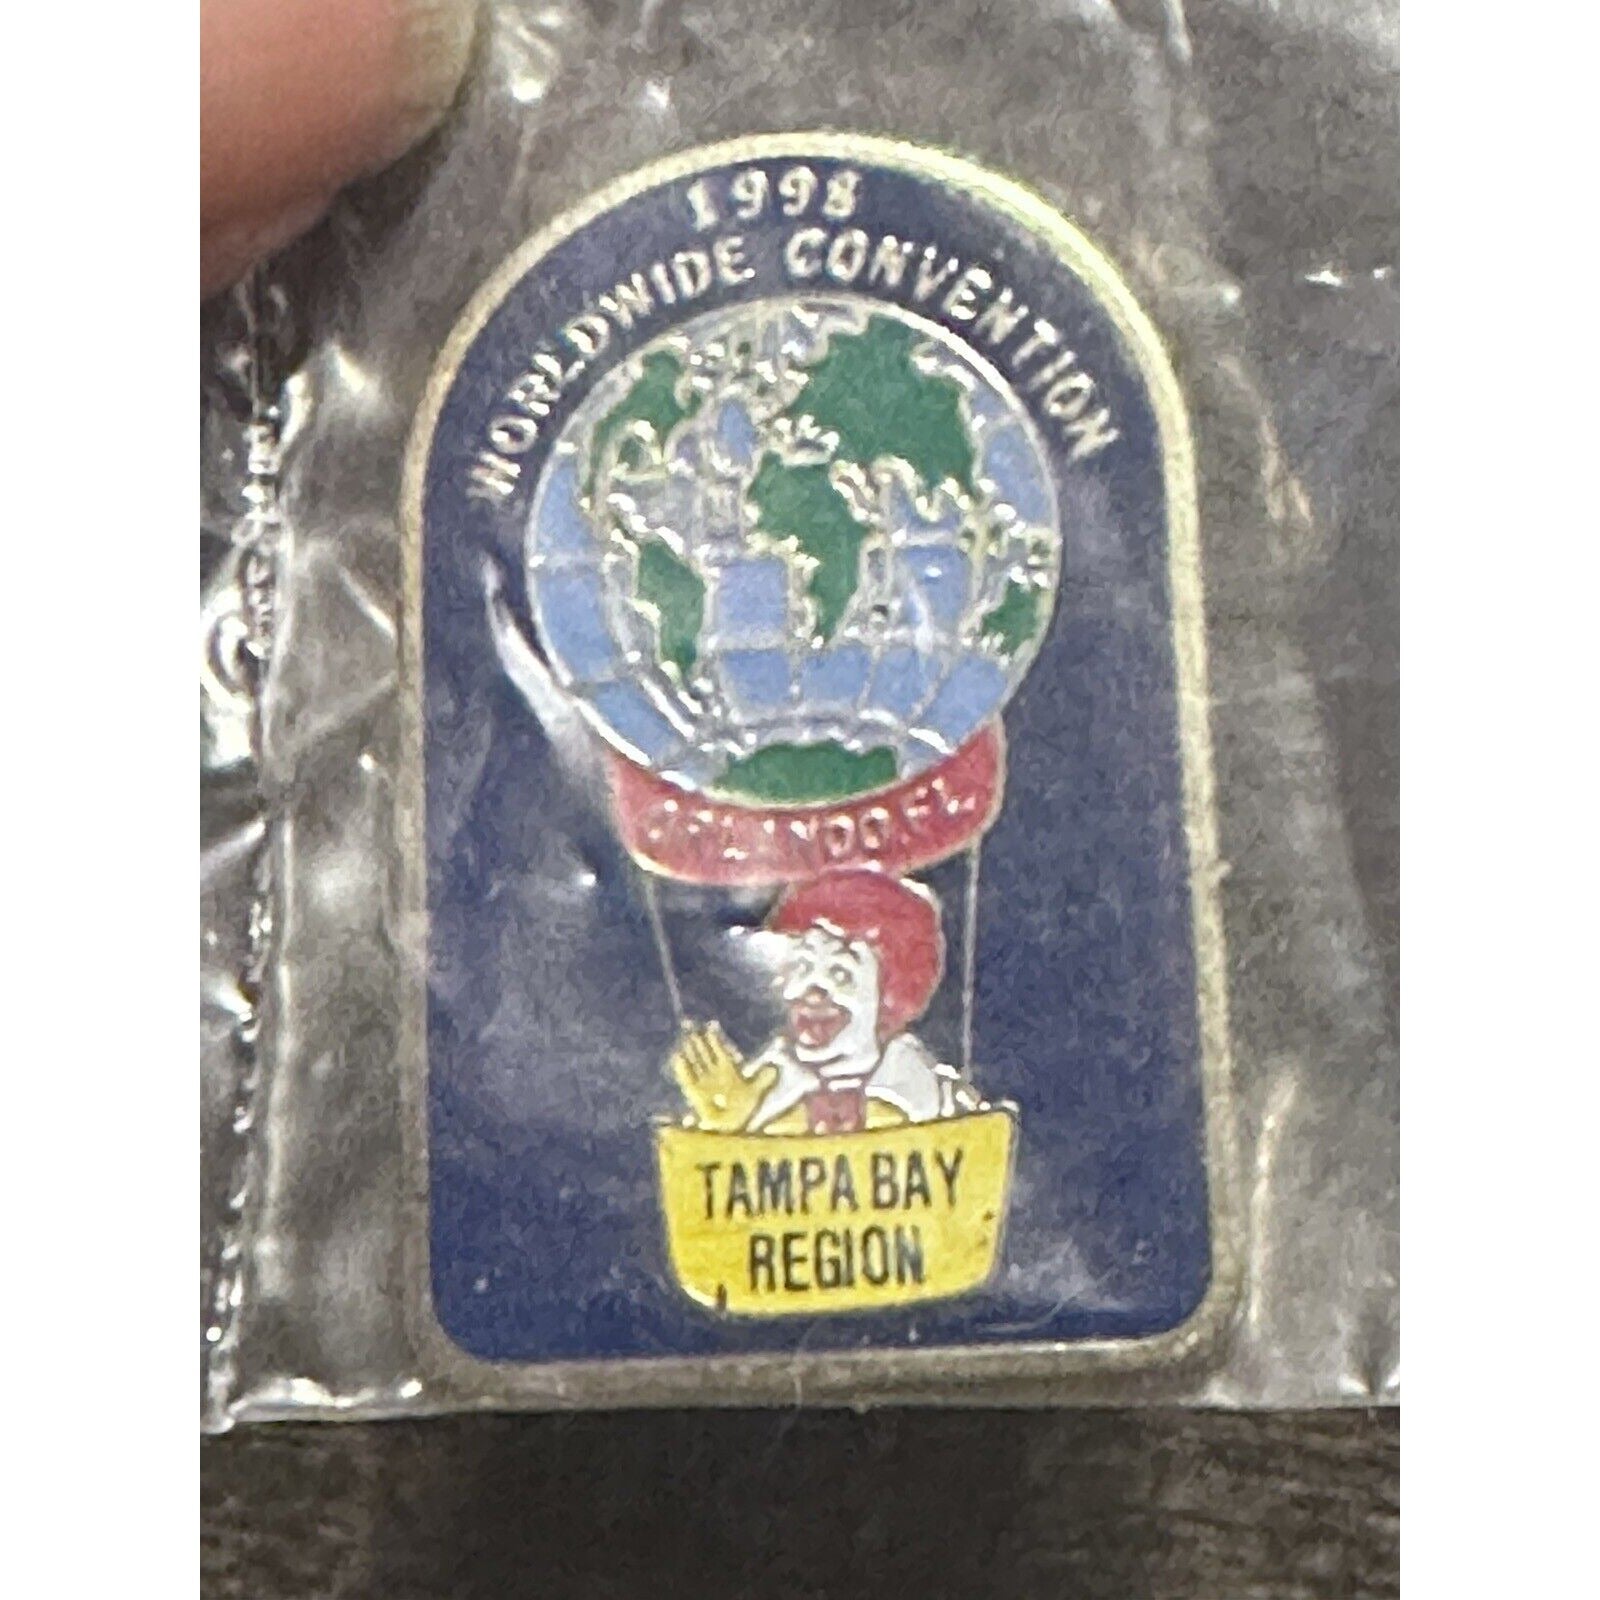 1998
WORLDWIDE CONVENTION
ORLANDO, FL.
TAMPA BAY
REGION